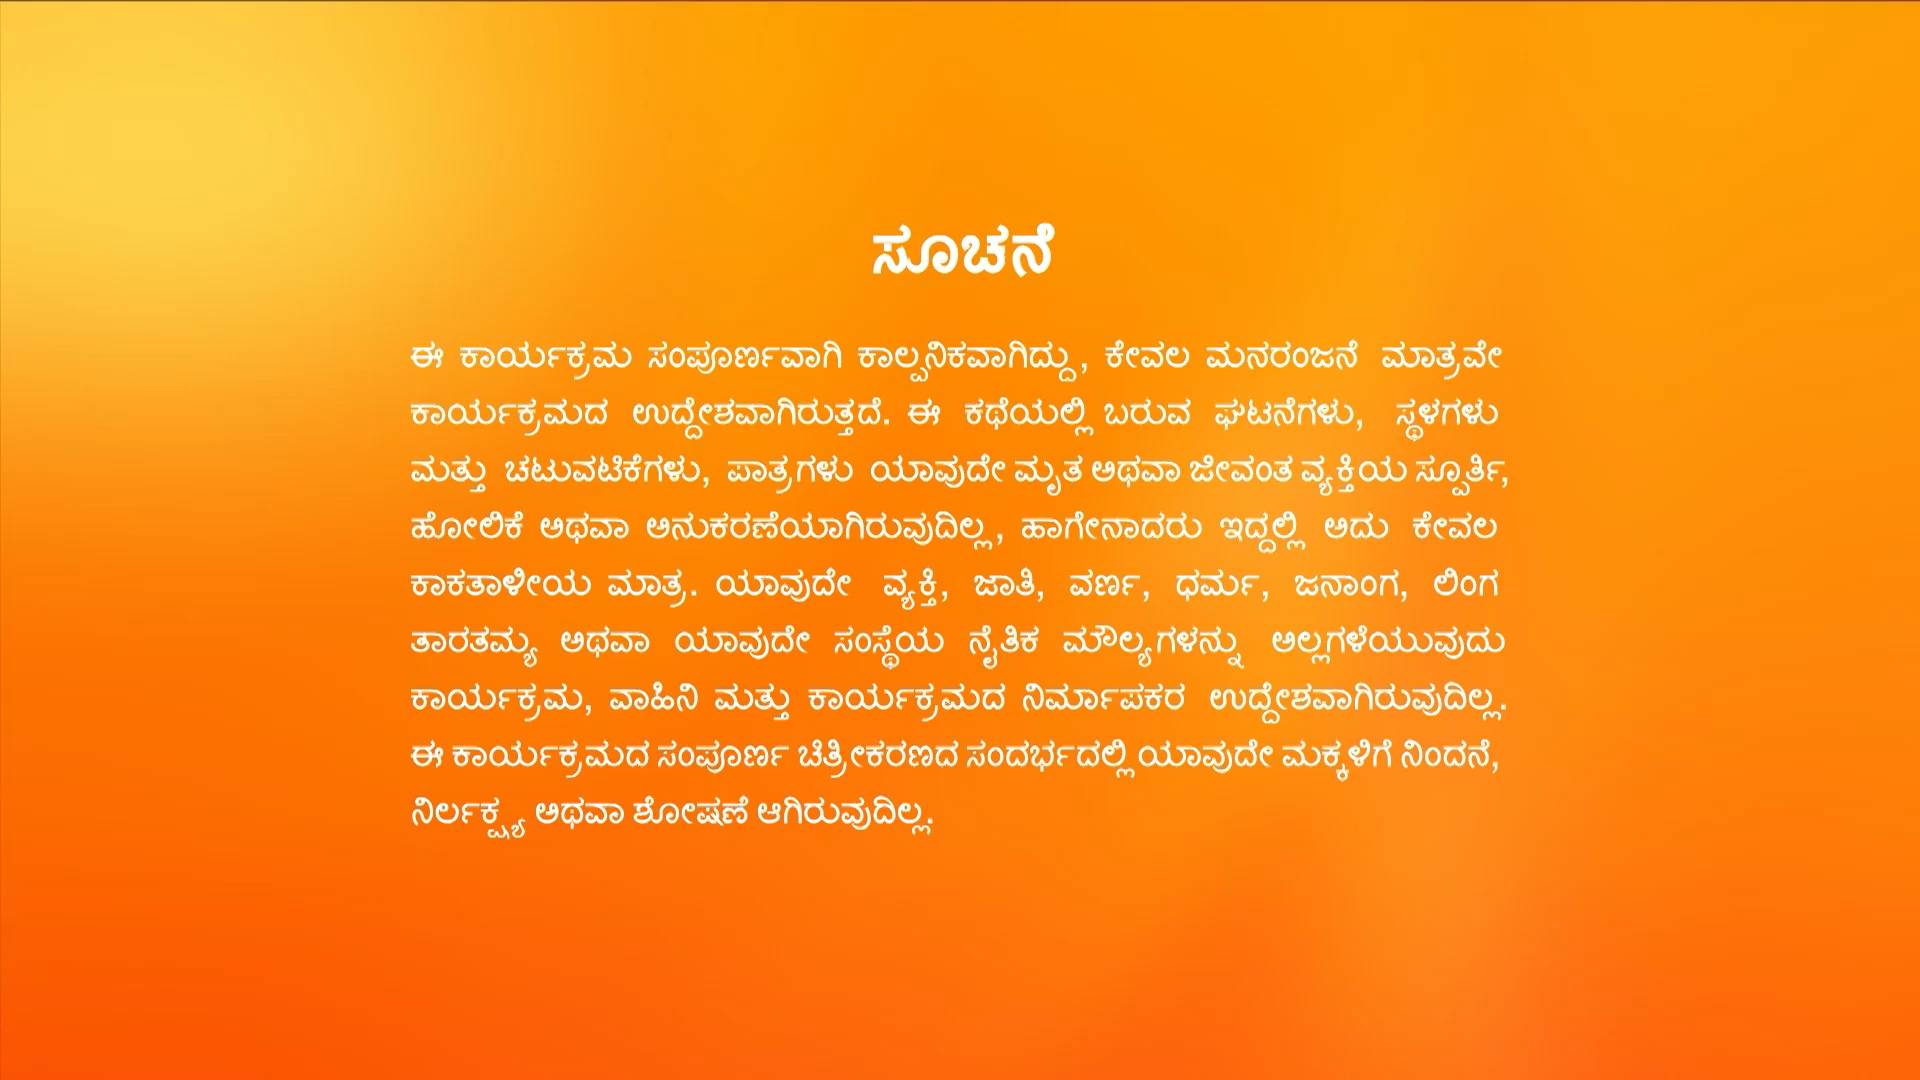 ಸೂಚನೆ
ಈ ಕಾರ್ಯಕ್ರಮ ಸಂಪೂರ್ಣವಾಗಿ ಕಾಲ್ಪನಿಕವಾಗಿದ್ದು, ಕೇವಲ ಮನರಂಜನೆ ಮಾತ್ರವೇ
ಕಾರ್ಯಕ್ರಮದ ಉದ್ದೇಶವಾಗಿರುತ್ತದೆ. ಈ ಕಥೆಯಲ್ಲಿ ಬರುವ ಘಟನೆಗಳು, ಸ್ಥಳಗಳು
ಮತ್ತು ಚಟುವಟಿಕೆಗಳು, ಪಾತ್ರಗಳು ಯಾವುದೇ ಮೃತ ಅಥವಾ ಜೀವಂತ ವ್ಯಕ್ತಿಯ ಸ್ಪೂರ್ತಿ,
ಹೋಲಿಕೆ ಅಥವಾ ಅನುಕರಣೆಯಾಗಿರುವುದಿಲ್ಲ, ಹಾಗೇನಾದರು ಇದ್ದಲ್ಲಿ ಅದು ಕೇವಲ
ಕಾಕತಾಳೀಯ ಮಾತ್ರ. ಯಾವುದೇ ವ್ಯಕ್ತಿ, ಜಾತಿ, ವರ್ಣ, ಧರ್ಮ, ಜನಾಂಗ, ಲಿಂಗ
ತಾರತಮ್ಯ ಅಥವಾ ಯಾವುದೇ ಸಂಸ್ಥೆಯ ನೈತಿಕ ಮೌಲ್ಯಗಳನ್ನು ಅಲ್ಲಗಳೆಯುವುದು
ಕಾರ್ಯಕ್ರಮ, ವಾಹಿನಿ ಮತ್ತು ಕಾರ್ಯಕ್ರಮದ ನಿರ್ಮಾಪಕರ ಉದ್ದೇಶವಾಗಿರುವುದಿಲ್ಲ.
ಈ ಕಾರ್ಯಕ್ರಮದ ಸಂಪೂರ್ಣ ಚಿತ್ರೀಕರಣದ ಸಂದರ್ಭದಲ್ಲಿ ಯಾವುದೇ ಮಕ್ಕಳಿಗೆ ನಿಂದನೆ,
ನಿರ್ಲಕ್ಷ್ಯ ಅಥವಾ ಶೋಷಣೆ ಆಗಿರುವುದಿಲ್ಲ.